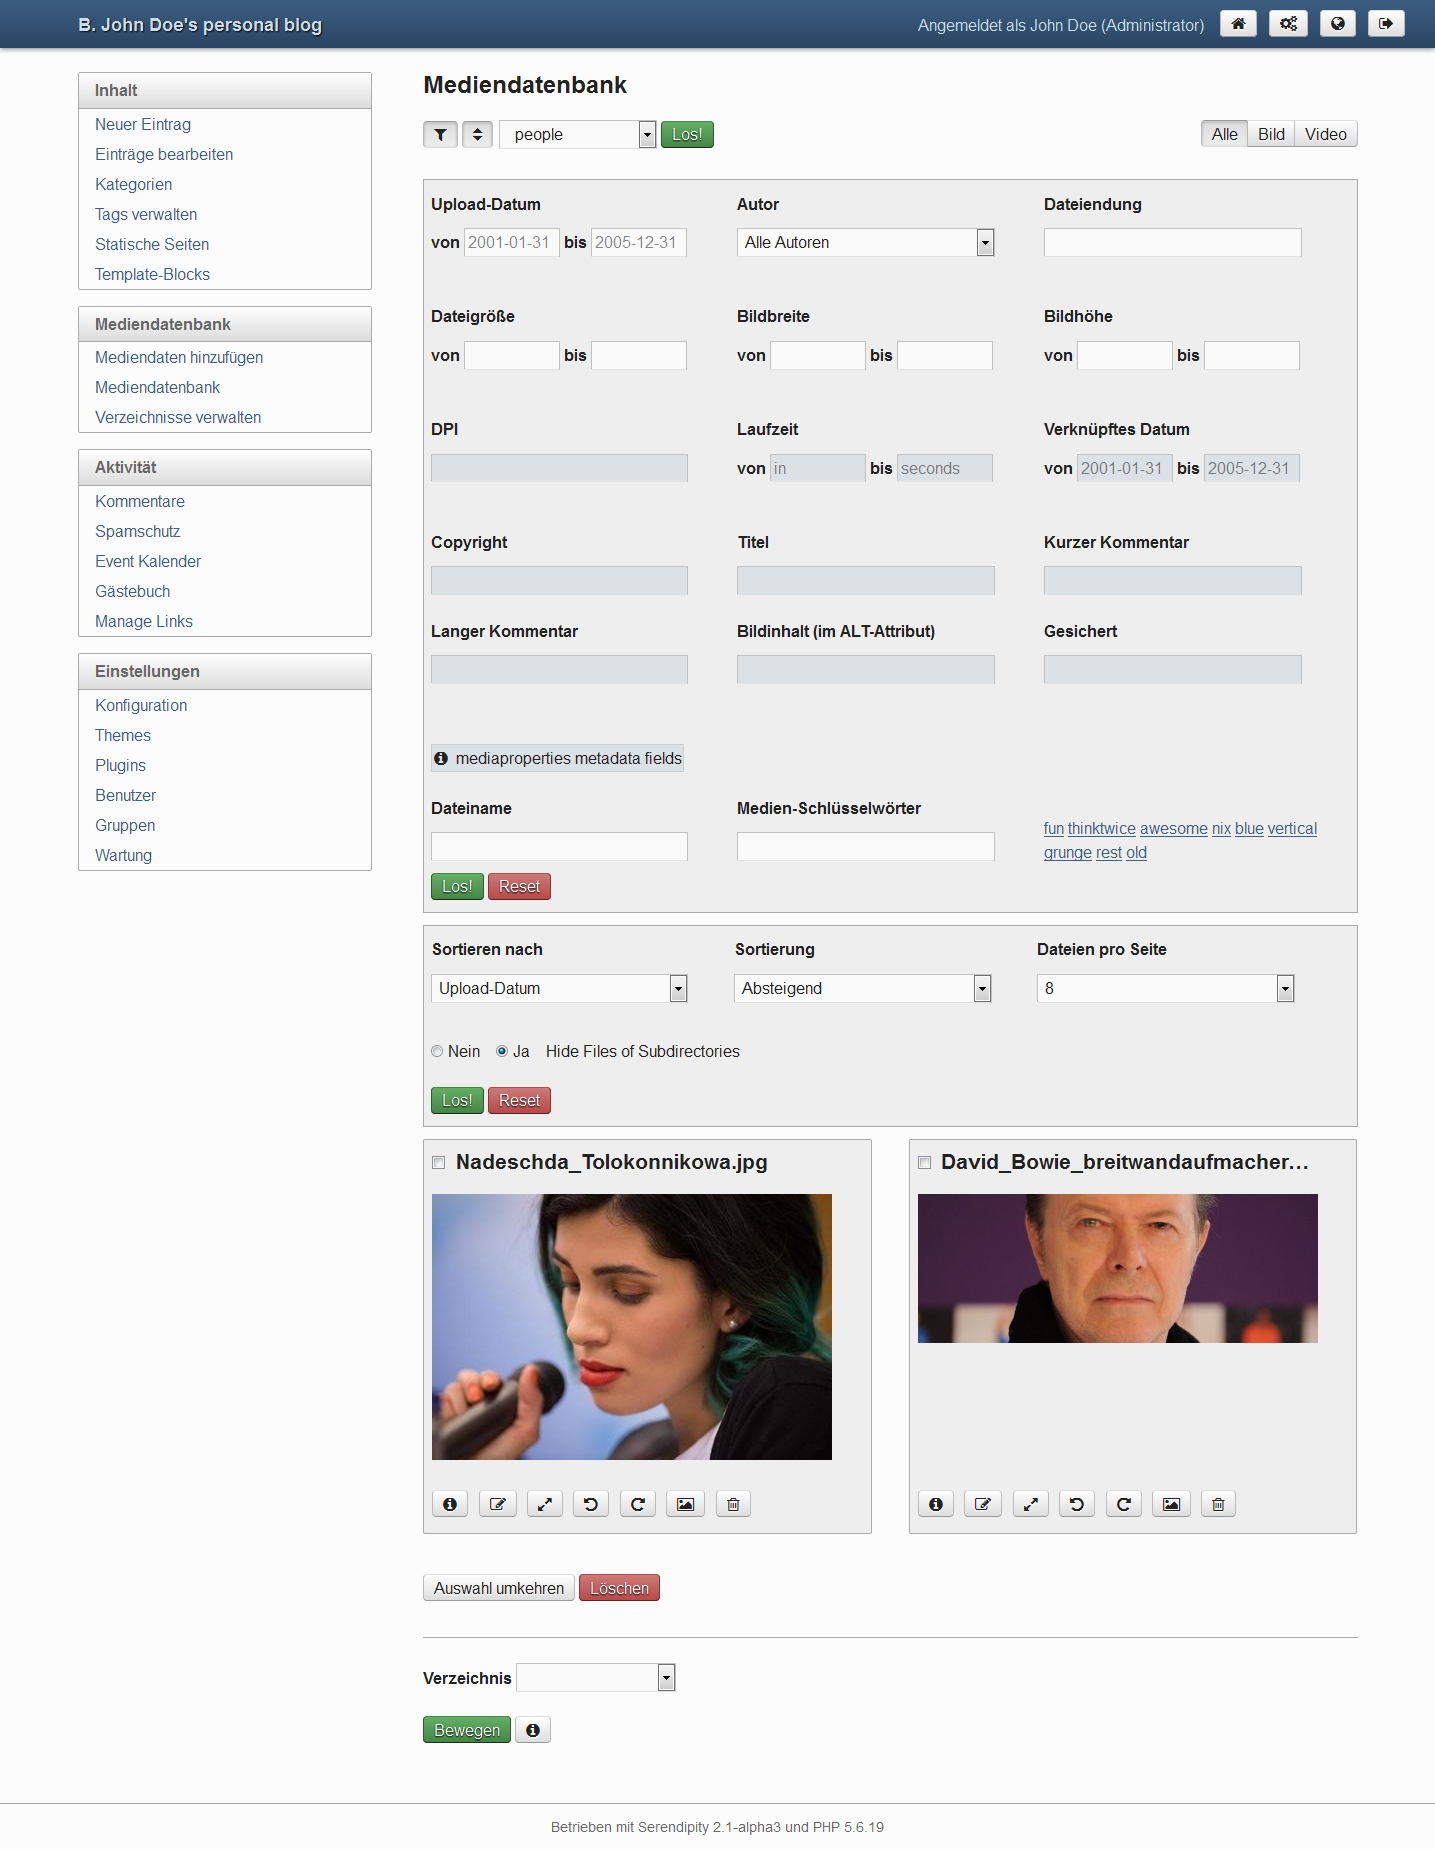 B. John Doe's personal blog
Angemeldet als John Doe (Administrator)
Inhalt
Neuer Eintrag
Einträge bearbeiten
Kategorien
Tags verwalten
Statische Seiten
Template-Blocks
Mediendatenbank
Mediendaten hinzufügen
Mediendatenbank
Verzeichnisse verwalten
Aktivität
Kommentare
Spamschutz
Event Kalender
Gästebuch
Manage Links
Einstellungen
Konfiguration
Themes
Plugins
Benutzer
Gruppen
Wartung
Mediendatenbank
people Los! Alle Bild Video
Upload-Datum Autor Dateiendung
von 2001-01-31 bis 2005-12-31 Alle Autoren
Dateigröße Bildbreite Bildhöhe
von bis von bis von bis
DPI Laufzeit Verknüpftes Datum
von in bis seconds von 2001-01-31 bis 2005-12-31
Copyright Titel Kurzer Kommentar
Langer Kommentar Bildinhalt (im ALT-Attribut) Gesichert
mediaproperties metadata fields
Dateiname Medien-Schlüsselwörter
fun thinktwice awesome nix blue vertical
grunge rest old
Los! Reset
Sortieren nach Sortierung Dateien pro Seite
Upload-Datum Absteigend 8
Nein Ja Hide Files of Subdirectories
Los! Reset
Nadeschda_Tolokonnikowa.jpg
David_Bowie_breitwandaufmacher...
Auswahl umkehren Löschen
Verzeichnis
Bewegen
Betrieben mit Serendipity 2.1-alpha3 und PHP 5.6.19